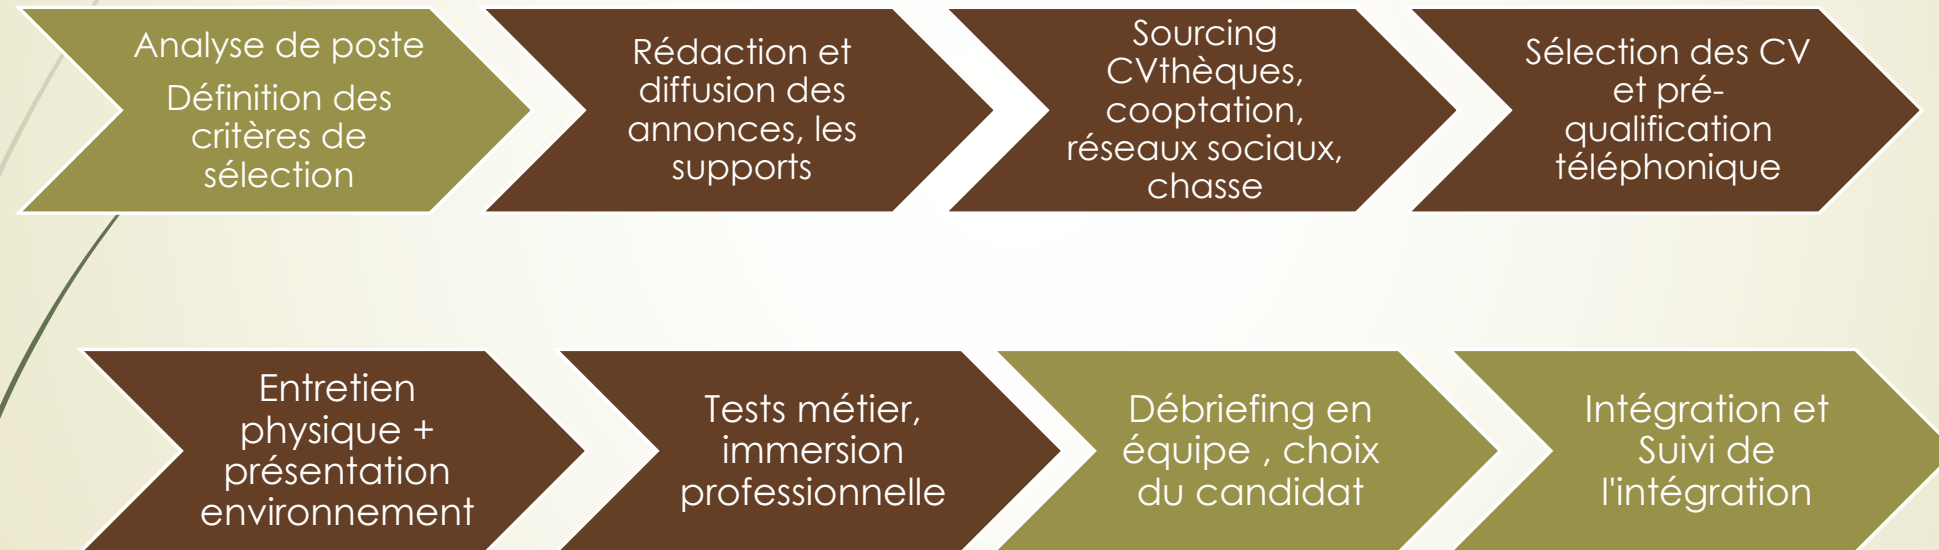 Analyse de poste
Définition des
critères de
sélection
Rédaction et
diffusion des
annonces, les
supports
Sourcing
CVthèques,
cooptation,
réseaux sociaux,
chasse
Sélection des CV
et pré-
qualification
téléphonique
Entretien
physique +
présentation
environnement
Tests métier,
immersion
professionnelle
Débriefing en
équipe , choix
du candidat
Intégration et
Suivi de
l'intégration